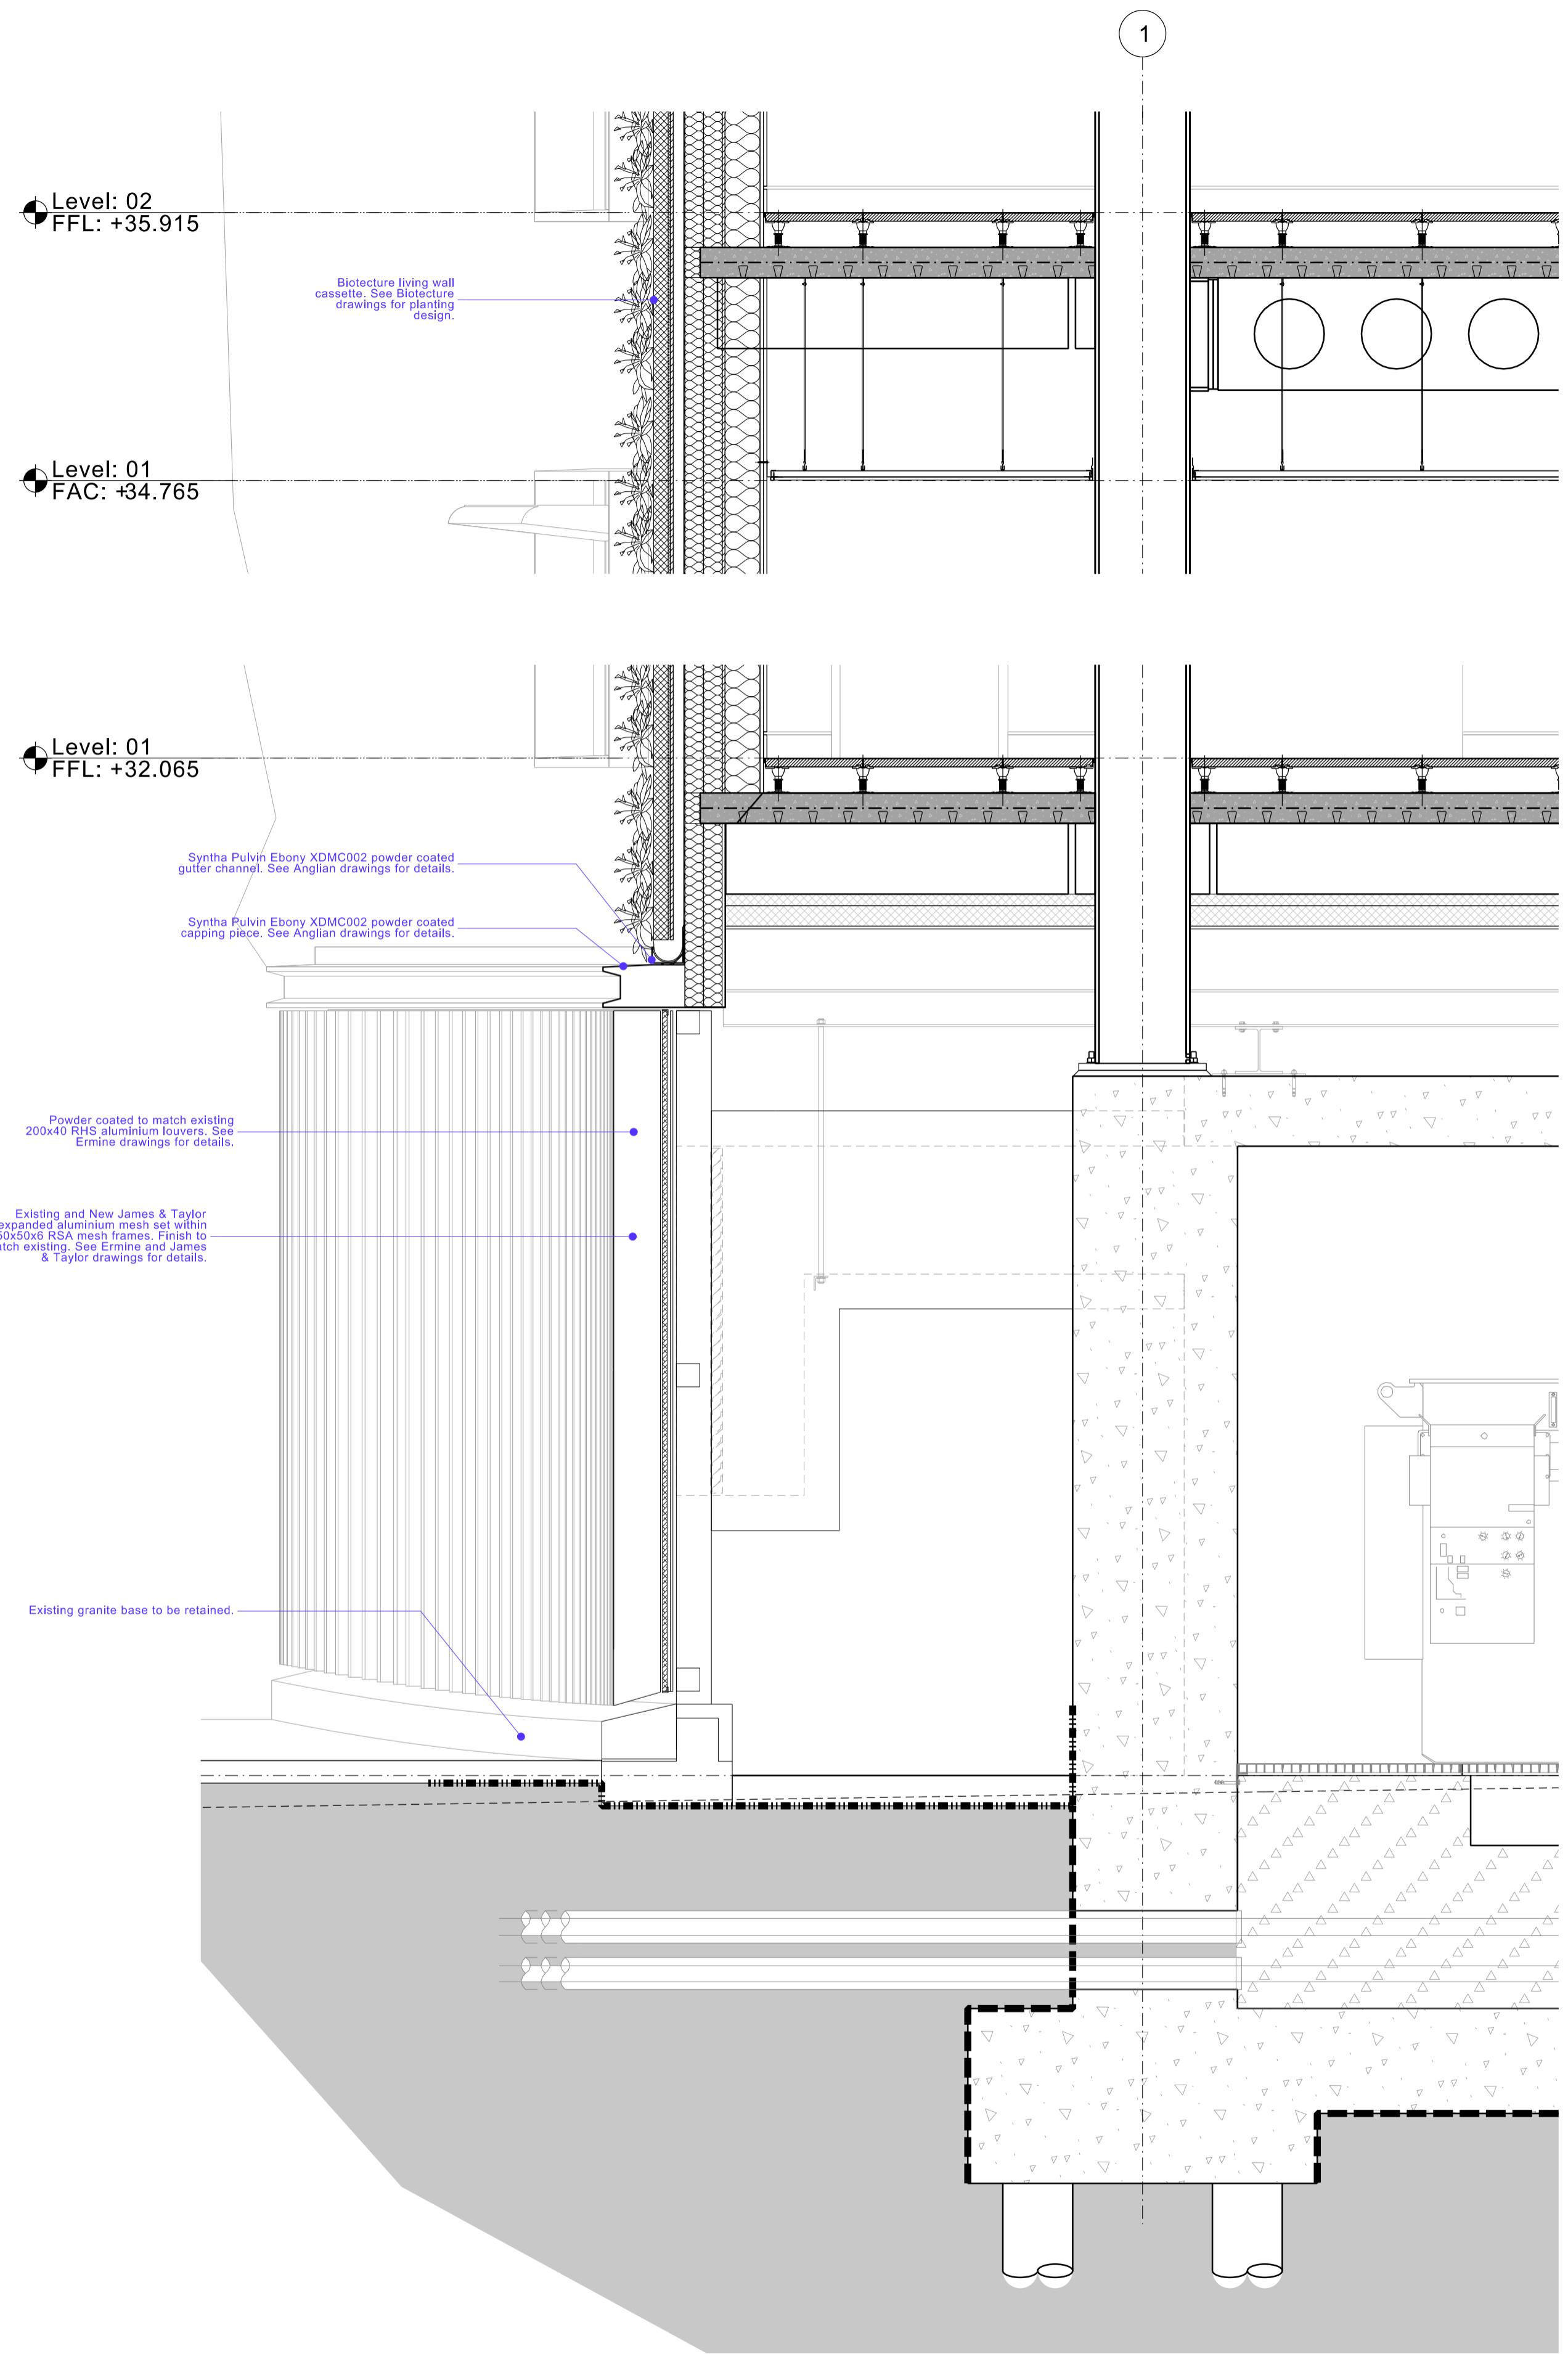 1
Level: 02
FFL: +35.915
Biotecture living wall
cassette. See Biotecture
drawings for planting
design.
Level: 01
FAC: +34.765
Level: 01
FFL: +32.065
Syntha Pulvin Ebony XDMC002 powder coated
gutter channel. See Anglian drawings for details.
Syntha Pulvin Ebony XDMC002 powder coated
capping piece. See Anglian drawings for details.
Powder coated to match existing
200x40 RHS aluminium louvers. See
Ermine drawings for details.
Existing and New James & Taylor
expanded aluminium mesh set within
50x50x6 RSA mesh frames. Finish to
atch existing. See Ermine and James
& Taylor drawings for details.
Existing granite base to be retained.